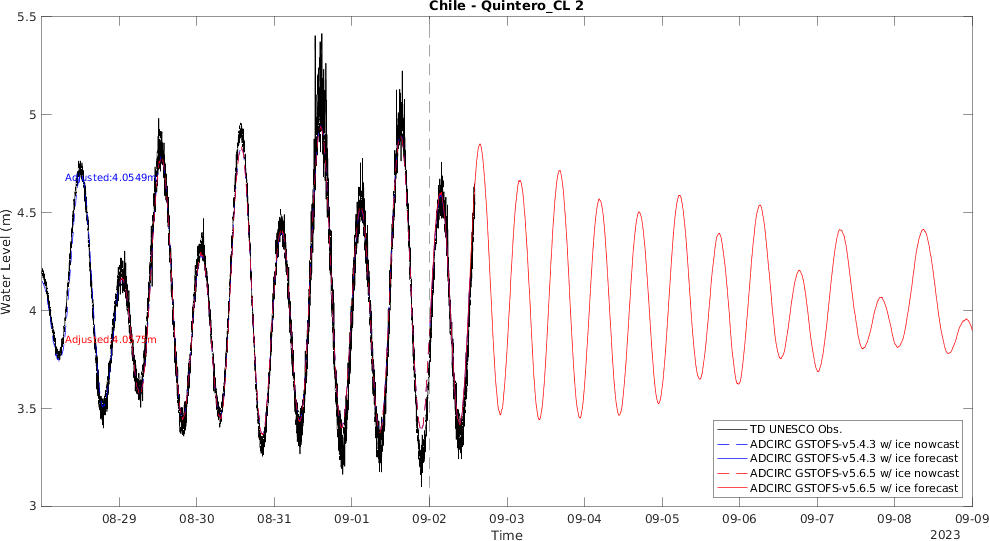 Chile - Quintero_CL 2
5.5
5
4.5
4
3.5
3
Water Level (m)
Adjusted:4.0549m
Adjusted:4.0575m
TD UNESCO Obs.
ADCIRC GSTOFS-v5.4.3 w/ ice nowcast
ADCIRC GSTOFS-v5.4.3 w/ ice forecast
ADCIRC GSTOFS-v5.6.5 w/ ice nowcast
ADCIRC GSTOFS-v5.6.5 w/ ice forecast
08-29 08-30 08-31 09-01 09-02 09-03 09-04 09-05 09-06 09-07 09-08 09-09
Time
2023